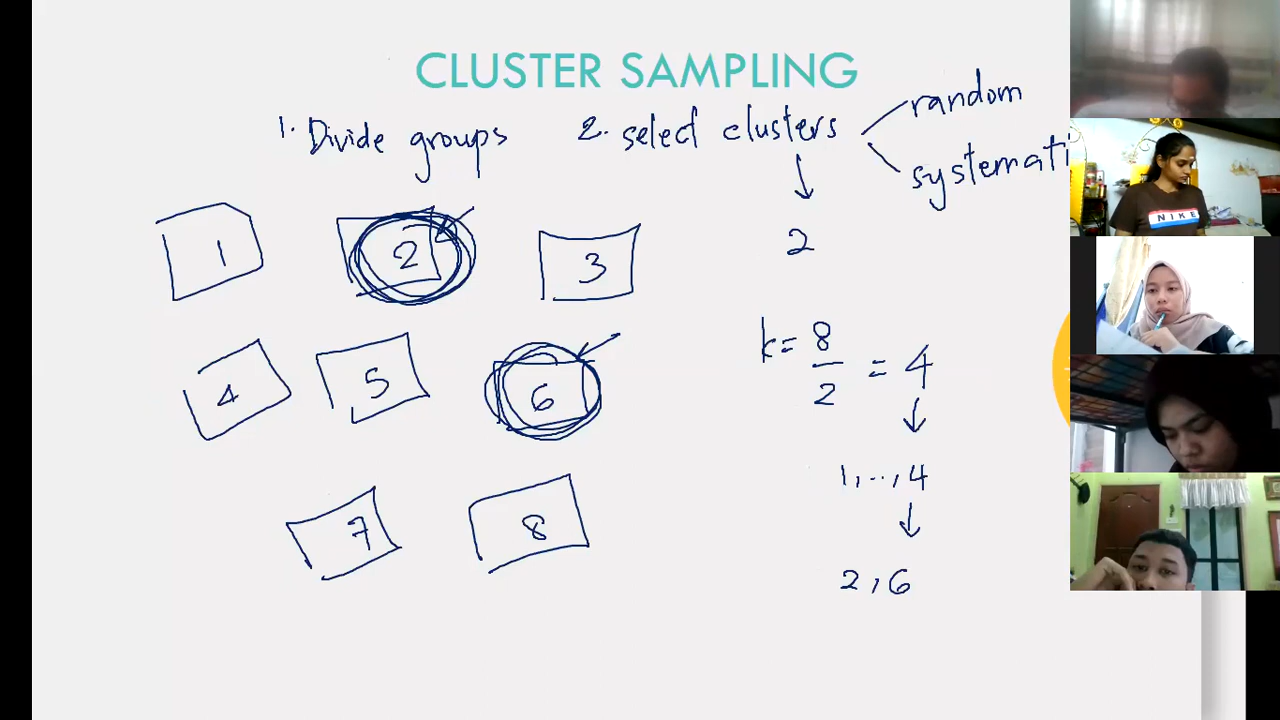 CLUSTER SAMPLING
1. Divide groups
2. select clusters
random
systemati
2
1
2
3
4
5
6
7
8
k = 8/2 = 4
1, .., 4
2, 6
NIKE